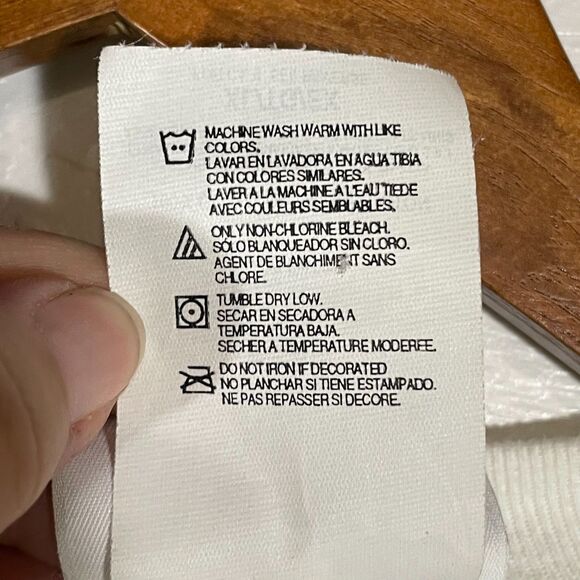 MACHINE WASH WARM WITH LIKE
COLORS.
LAVAR EN LAVADORA EN AGUA TIBIA
CON COLORES SIMILARES.
LAVER A LA MACHINE A L'EAU TIEDE
AVEC COULEURS SEMBLABLES.
ONLY NON-CHLORINE BLEACH.
SÓLO BLANQUEADOR SIN CLORO.
AGENT DE BLANCHIMENT SANS
CHLORE.
TUMBLE DRY LOW.
SECAR EN SECADORA A
TEMPERATURA BAJA.
SECHER A TEMPERATURE MODEREE.
DO NOT IRON IF DECORATED
NO PLANCHAR SI TIENE ESTAMPADO.
NE PAS REPASSER SI DECORE.